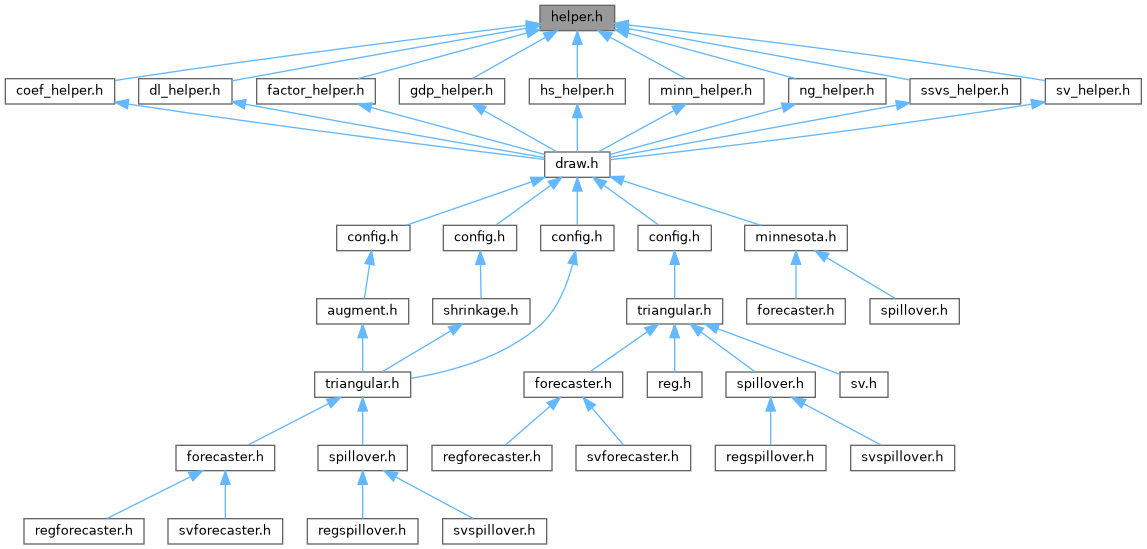 helper.h
coef_helper.h
dl_helper.h
factor_helper.h
gdp_helper.h
hs_helper.h
minn_helper.h
ng_helper.h
ssvs_helper.h
sv_helper.h
draw.h
config.h
config.h
config.h
config.h
minnesota.h
augment.h
shrinkage.h
triangular.h
forecaster.h
spillover.h
triangular.h
forecaster.h
reg.h
spillover.h
sv.h
forecaster.h
spillover.h
regforecaster.h
svforecaster.h
regspillover.h
svspillover.h
regforecaster.h
svforecaster.h
regspillover.h
svspillover.h